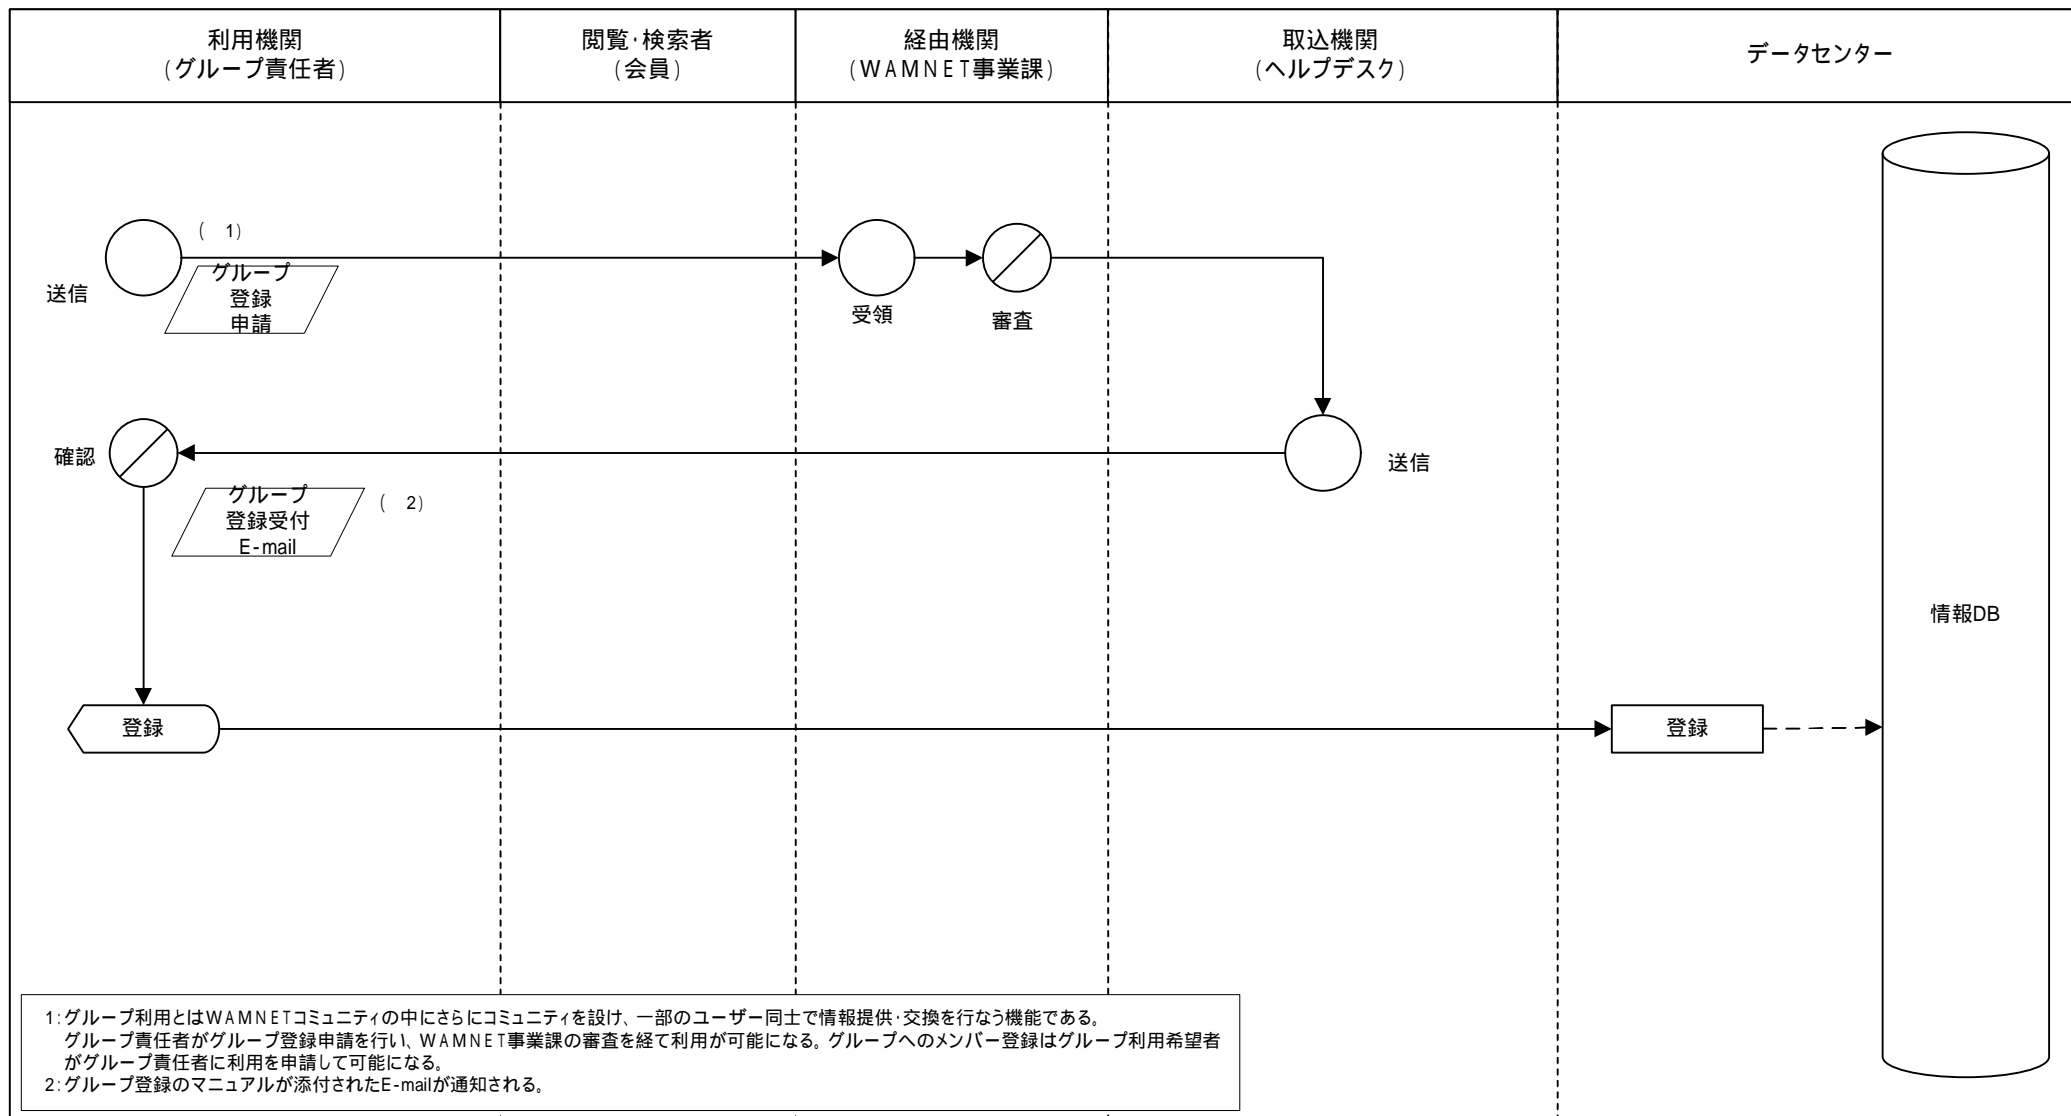 利用機関
(グループ責任者)
閲覧・検索者
(会員)
経由機関
(WAMNET事業課)
取込機関
(ヘルプデスク)
データセンター
( 1)
送信
グループ
登録
申請
受領
審査
確認
送信
グループ
登録受付
E-mail
( 2)
情報DB
登録
登録
1:グループ利用とはWAMNETコミュニティの中にさらにコミュニティを設け、一部のユーザー同士で情報提供・交換を行なう機能である。
グループ責任者がグループ登録申請を行い、WAMNET事業課の審査を経て利用が可能になる。グループへのメンバー登録はグループ利用希望者
がグループ責任者に利用を申請して可能になる。
2:グループ登録のマニュアルが添付されたE-mailが通知される。